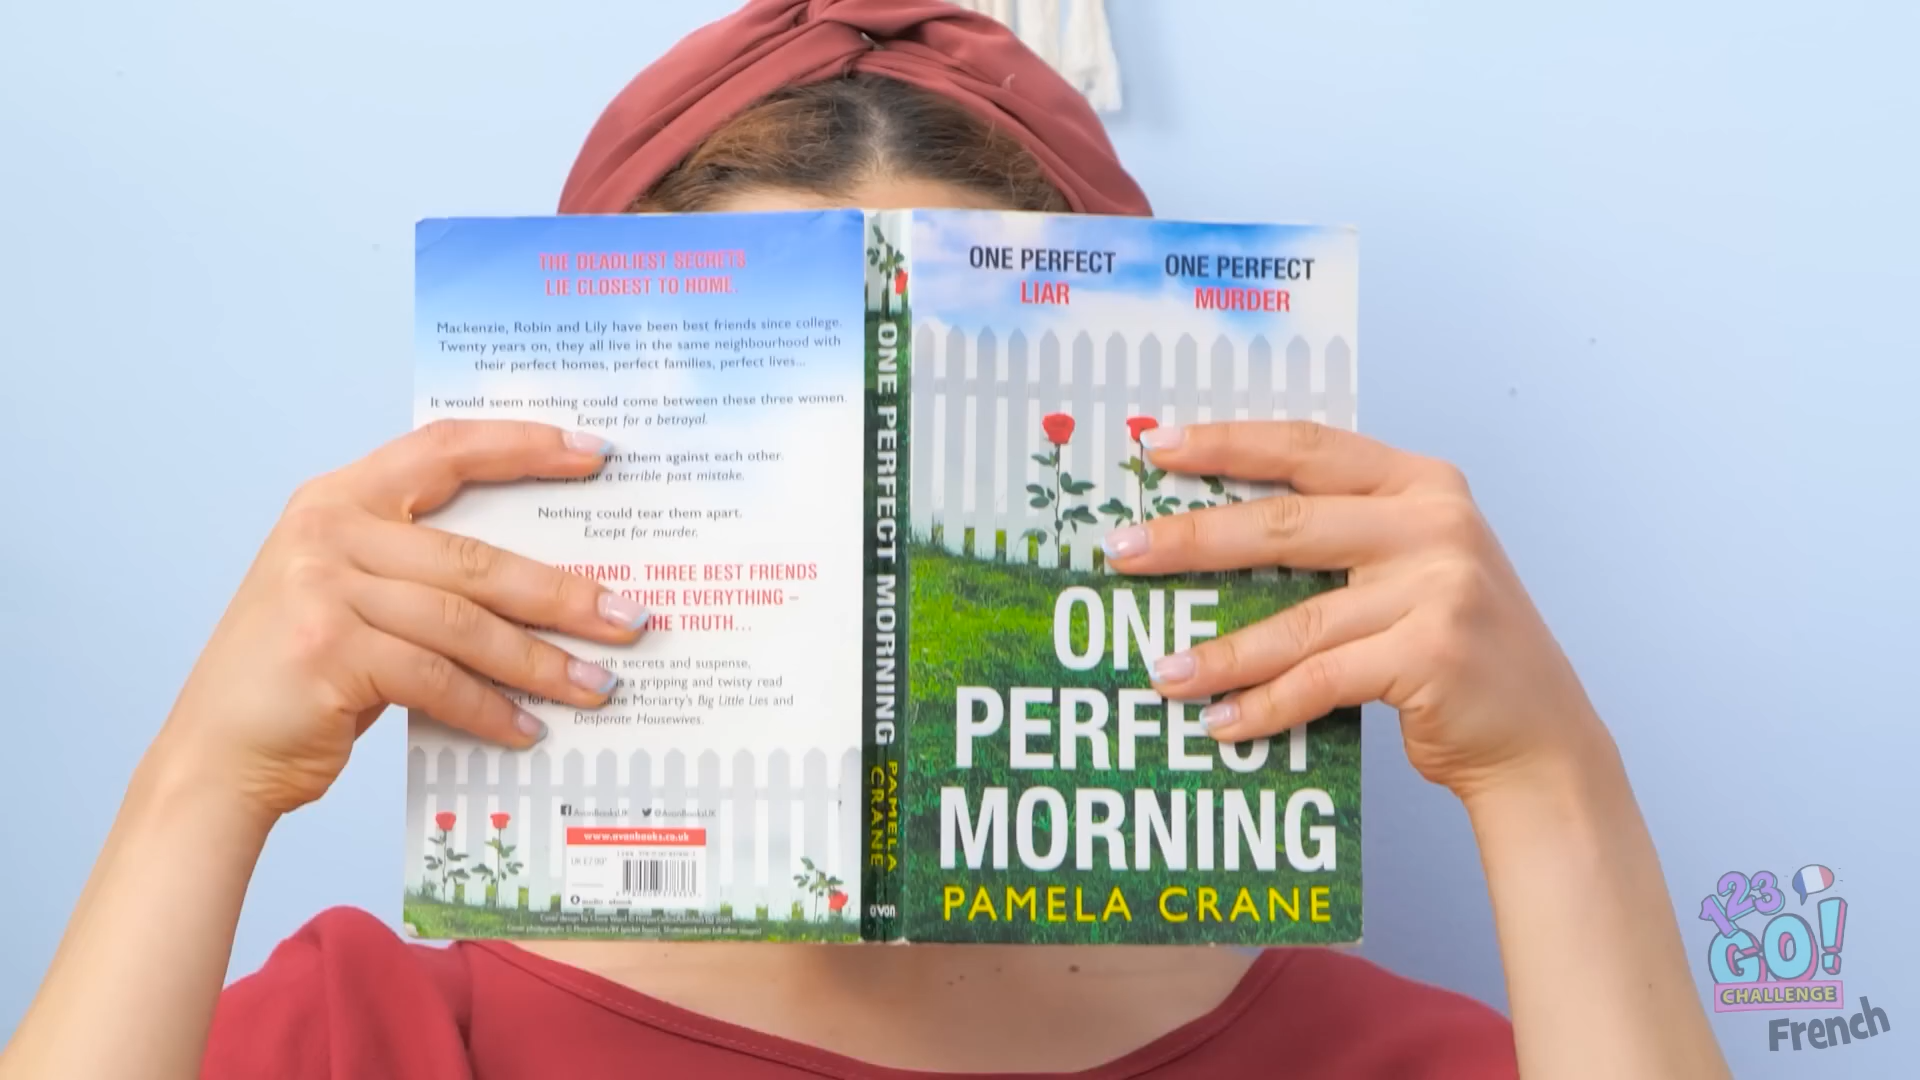 THE DEADLIEST SECRETS
LIE CLOSEST TO HOME.
Mackenzie, Robin and Lily have been best friends since college.
Twenty years on, they all live in the same neighbourhood with
their perfect homes, perfect families, perfect lives...
It would seem nothing could come between these three women.
Except for a betrayal.
them against each other.
for a terrible past mistake.
Nothing could tear them apart.
Except for murder.
THREE BEST FRIENDS
OTHER EVERYTHING –
THE TRUTH...
with secrets and suspense,
is a gripping and twisty read
Moriarty's Big Little Lies and
Desperate Housewives.
AvonBooksUK @AvonBooksUK
www.avonbooks.co.uk
ONE PERFECT MORNING
PAMELA
CRANE
avon
ONE PERFECT
LIAR
ONE PERFECT
MURDER
ONE
PERFECT
MORNING
PAMELA CRANE
123
GO!
CHALLENGE
French